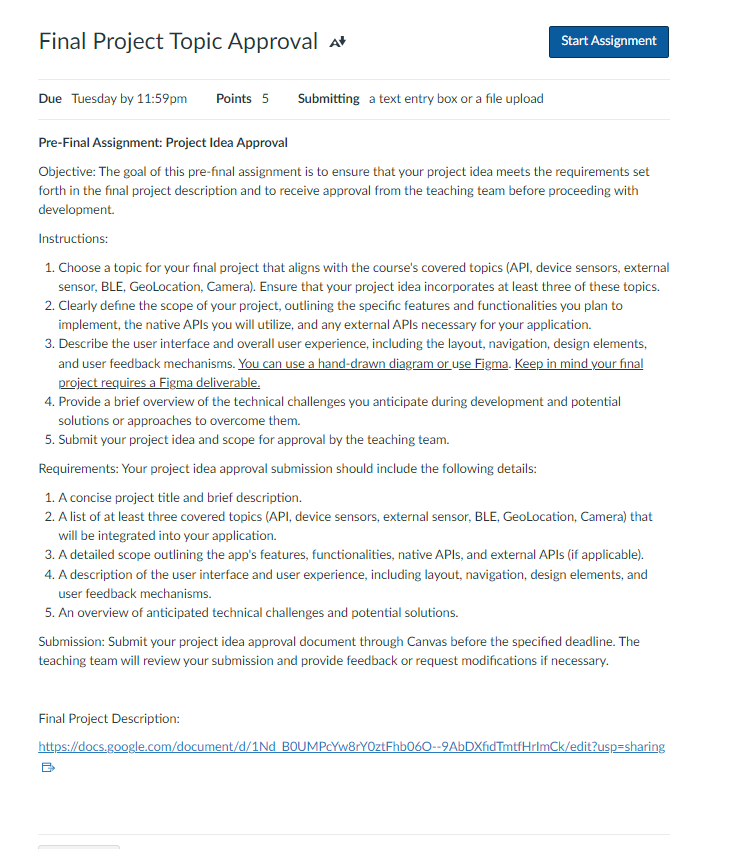 Final Project Topic Approval
Start Assignment
Due Tuesday by 11:59pm Points 5 Submitting a text entry box or a file upload
Pre-Final Assignment: Project Idea Approval
Objective: The goal of this pre-final assignment is to ensure that your project idea meets the requirements set
forth in the final project description and to receive approval from the teaching team before proceeding with
development.
Instructions:
1. Choose a topic for your final project that aligns with the course's covered topics (API, device sensors, external
sensor, BLE, GeoLocation, Camera). Ensure that your project idea incorporates at least three of these topics.
2. Clearly define the scope of your project, outlining the specific features and functionalities you plan to
implement, the native APIs you will utilize, and any external APIs necessary for your application.
3. Describe the user interface and overall user experience, including the layout, navigation, design elements,
and user feedback mechanisms. You can use a hand-drawn diagram or use Figma. Keep in mind your final
project requires a Figma deliverable.
4. Provide a brief overview of the technical challenges you anticipate during development and potential
solutions or approaches to overcome them.
5. Submit your project idea and scope for approval by the teaching team.
Requirements: Your project idea approval submission should include the following details:
1. A concise project title and brief description.
2. A list of at least three covered topics (API, device sensors, external sensor, BLE, GeoLocation, Camera) that
will be integrated into your application.
3. A detailed scope outlining the app's features, functionalities, native APIs, and external APIs (if applicable).
4. A description of the user interface and user experience, including layout, navigation, design elements, and
user feedback mechanisms.
5. An overview of anticipated technical challenges and potential solutions.
Submission: Submit your project idea approval document through Canvas before the specified deadline. The
teaching team will review your submission and provide feedback or request modifications if necessary.
Final Project Description:
https://docs.google.com/document/d/1Nd_B0UMPcYw8rY0ztFhb06O--9AbDXfidTmtfHrImCk/edit?usp=sharing